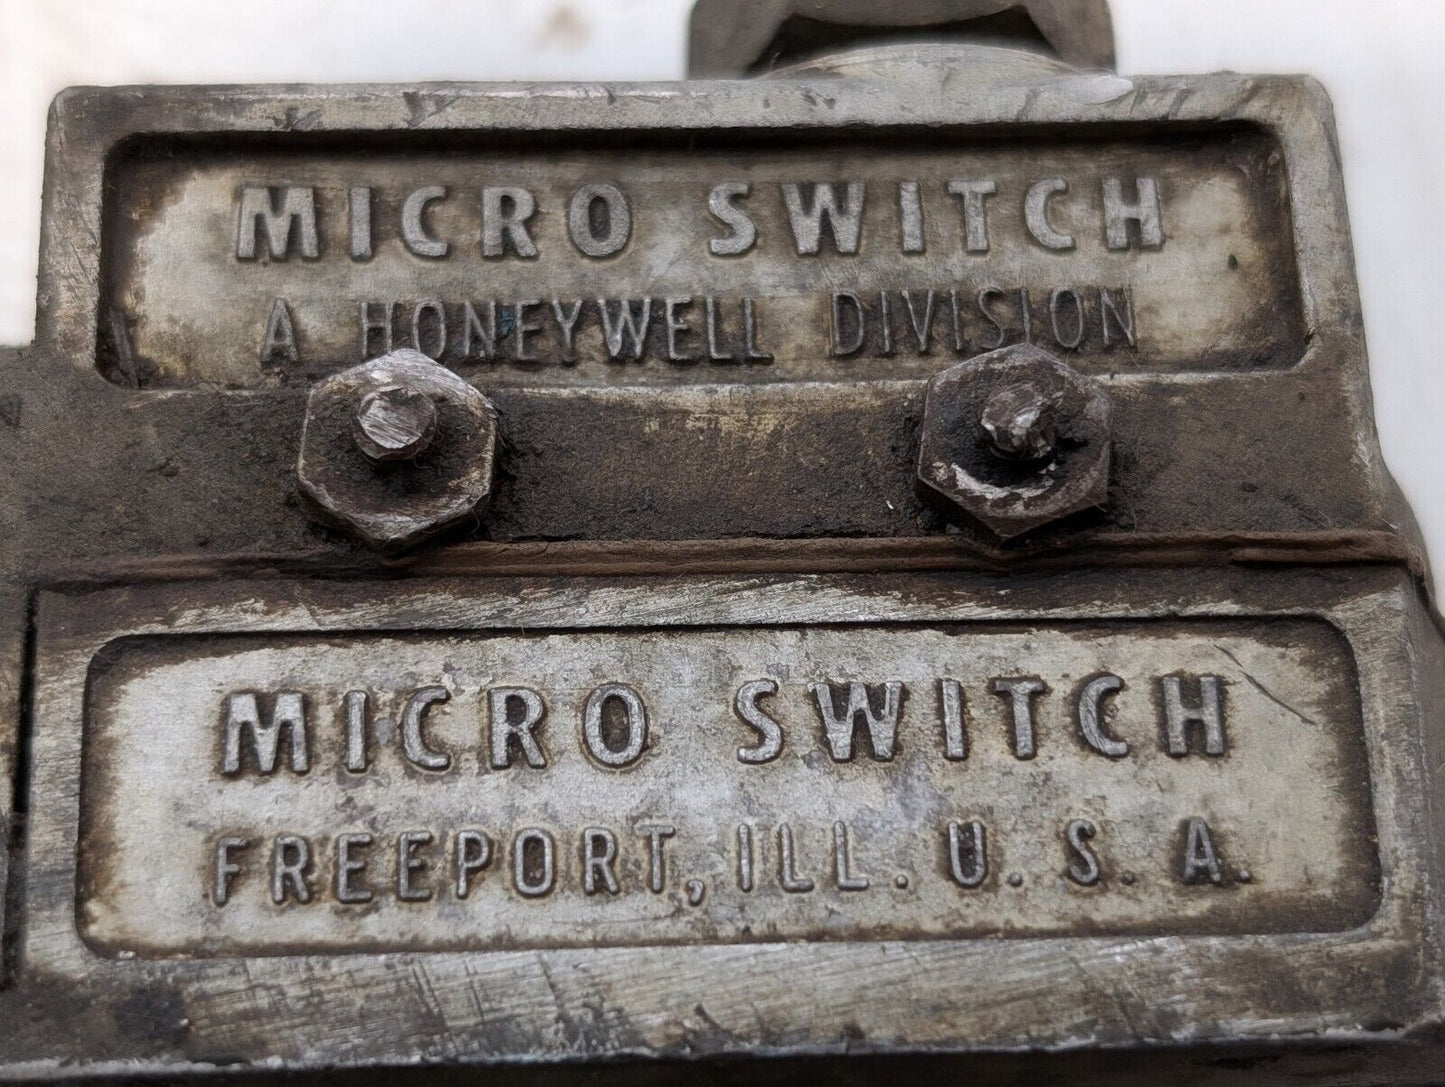 MICRO SWITCH
A HONEYWELL DIVISION
MICRO SWITCH
FREEPORT, ILL. U. S. A.